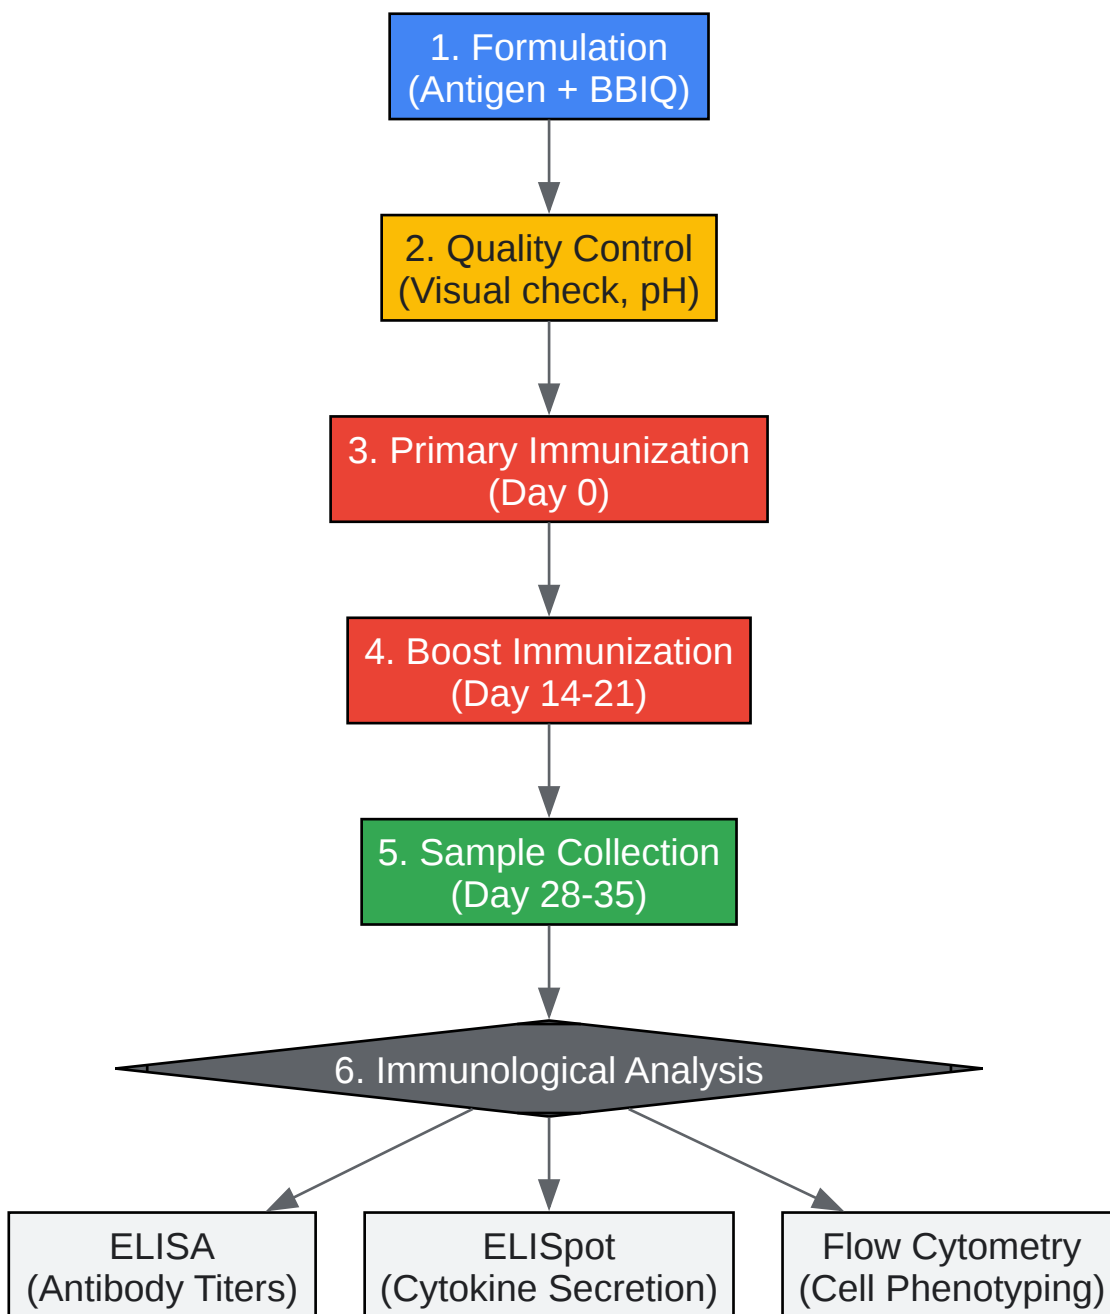 1. Formulation
(Antigen + BBIQ)
2. Quality Control
(Visual check, pH)
3. Primary Immunization
(Day 0)
4. Boost Immunization
(Day 14-21)
5. Sample Collection
(Day 28-35)
6. Immunological Analysis
ELISA
(Antibody Titers)
ELISpot
(Cytokine Secretion)
Flow Cytometry
(Cell Phenotyping)